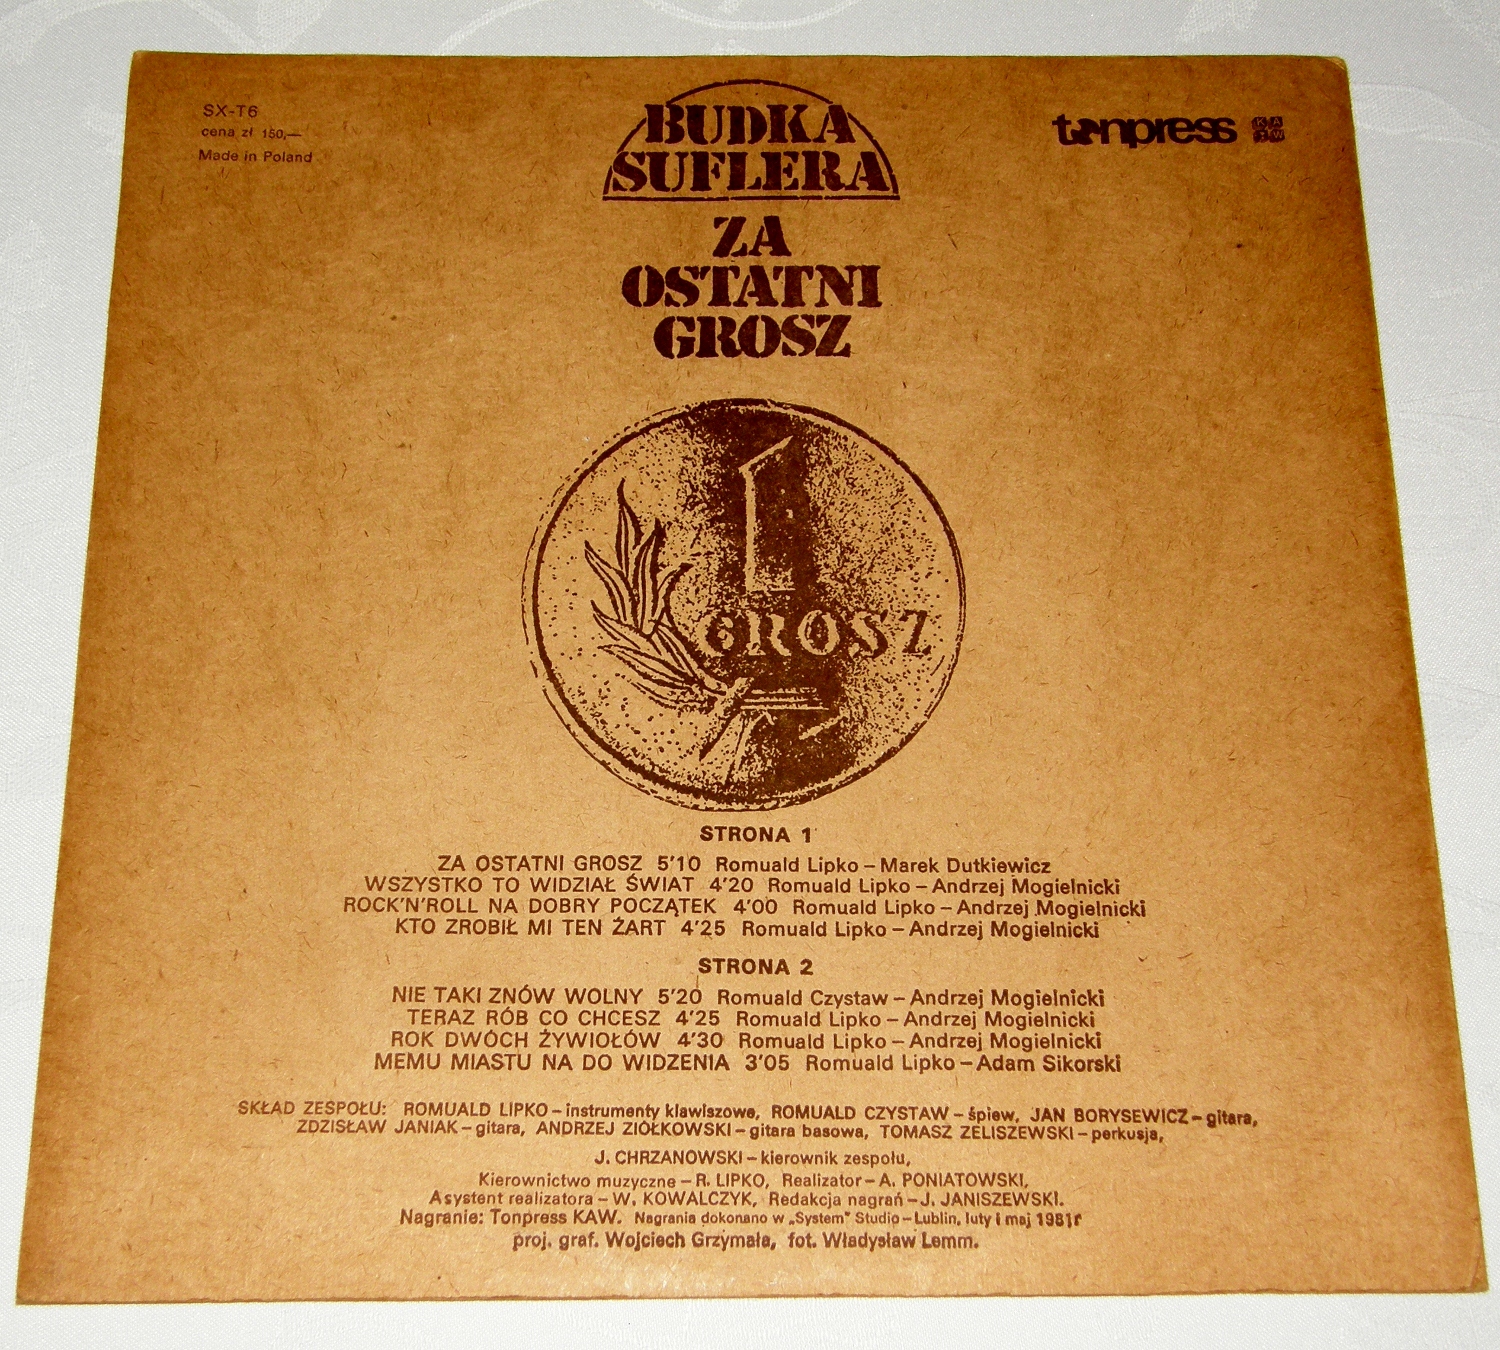 SX-T6
cena zł 150,—
Made in Poland
BUDKA
SUFLERA
tonpress KAW
ZA
OSTATNI
GROSZ
1
GROSZ
STRONA 1
ZA OSTATNI GROSZ 5'10 Romuald Lipko – Marek Dutkiewicz
WSZYSTKO TO WIDZIAŁ ŚWIAT 4'20 Romuald Lipko – Andrzej Mogielnicki
ROCK'N'ROLL NA DOBRY POCZĄTEK 4'00 Romuald Lipko – Andrzej Mogielnicki
KTO ZROBIŁ MI TEN ŻART 4'25 Romuald Lipko – Andrzej Mogielnicki
STRONA 2
NIE TAKI ZNÓW WOLNY 5'20 Romuald Czystaw – Andrzej Mogielnicki
TERAZ RÓB CO CHCESZ 4'25 Romuald Lipko – Andrzej Mogielnicki
ROK DWÓCH ŻYWIOŁÓW 4'30 Romuald Lipko – Andrzej Mogielnicki
MEMU MIASTU NA DO WIDZENIA 3'05 Romuald Lipko – Adam Sikorski
SKŁAD ZESPOŁU: ROMUALD LIPKO – instrumenty klawiszowe, ROMUALD CZYSTAW – śpiew, JAN BORYSEWICZ – gitara,
ZDZISŁAW JANIAK – gitara, ANDRZEJ ZIÓŁKOWSKI – gitara basowa, TOMASZ ZELISZEWSKI – perkusja,
J. CHRZANOWSKI – kierownik zespołu,
Kierownictwo muzyczne – R. LIPKO, Realizator – A. PONIATOWSKI,
Asystent realizatora – W. KOWALCZYK, Redakcja nagrań – J. JANISZEWSKI.
Nagranie: Tonpress KAW. Nagrania dokonano w „System" Studio – Lublin, luty i maj 1981r
proj. graf. Wojciech Grzymała, fot. Władysław Lemm.